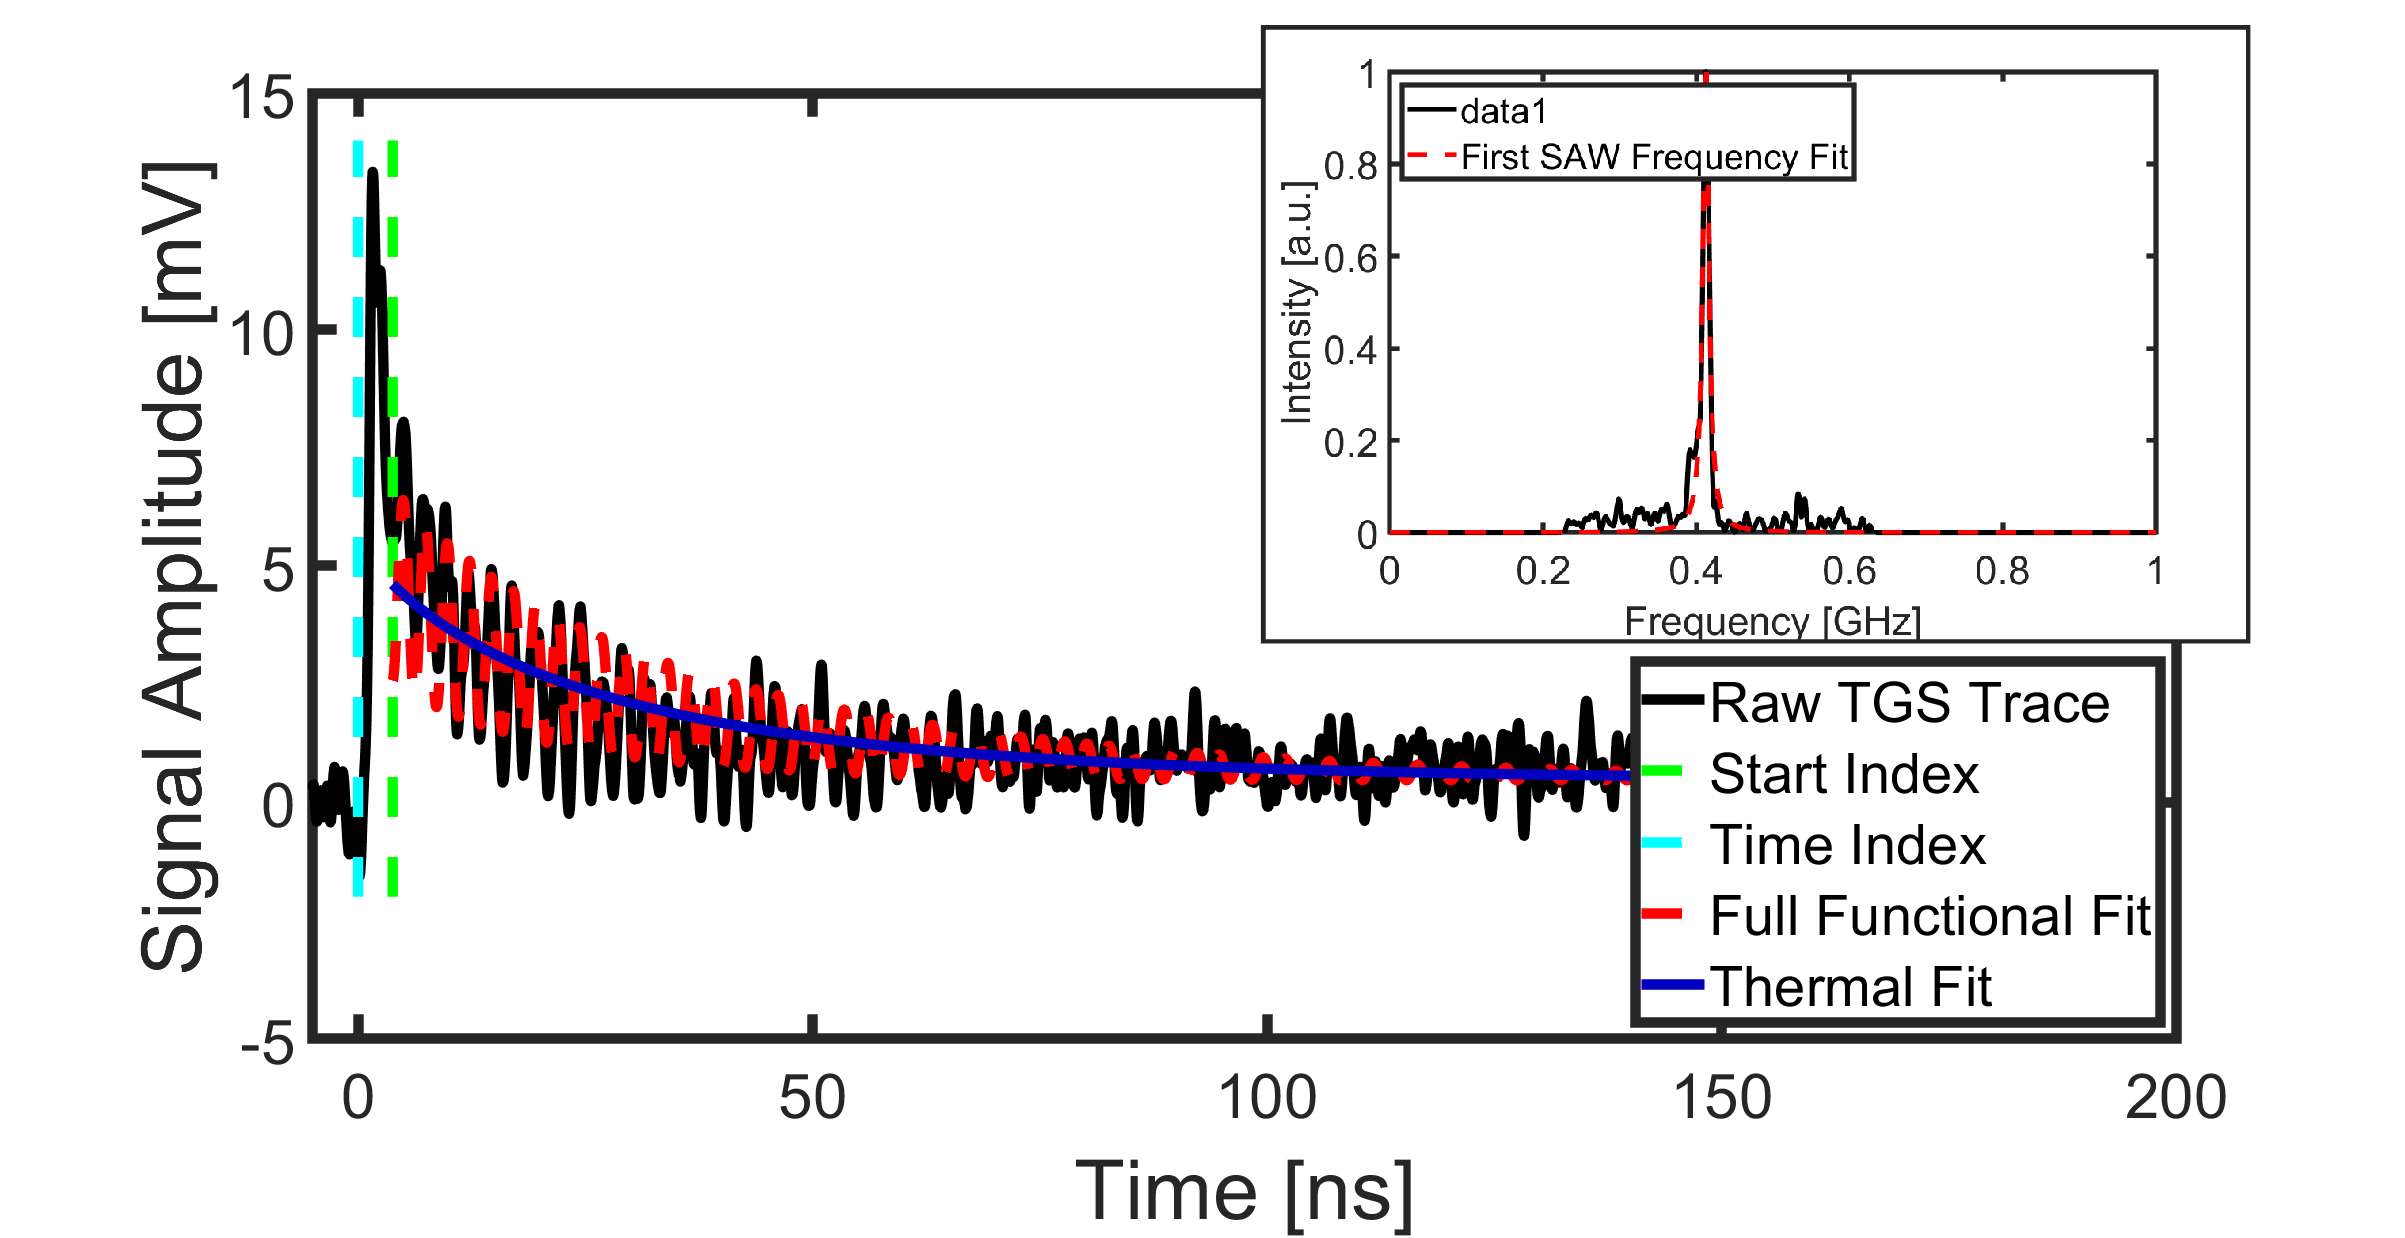 15
10
5
0
-5
Signal Amplitude [mV]
0
50
100
150
200
Time [ns]
1
0.8
0.6
0.4
0.2
0
Intensity [a.u.]
data1
First SAW Frequency Fit
0
0.2
0.4
0.6
0.8
1
Frequency [GHz]
Raw TGS Trace
Start Index
Time Index
Full Functional Fit
Thermal Fit